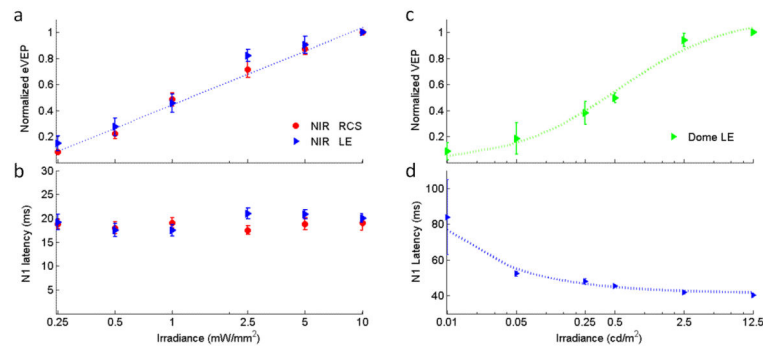 a
Normalized eVEP
1
0.8
0.6
0.4
0.2
NIR RCS
NIR LE
b
N1 latency (ms)
30
25
20
15
10
5
0.25
0.5
1
2.5
5
10
Irradiance (mW/mm²)
c
Normalized VEP
1
0.8
0.6
0.4
0.2
Dome LE
d
N1 Latency (ms)
100
80
60
40
0.01
0.05
0.25
0.5
2.5
12.5
Irradiance (cd/m²)